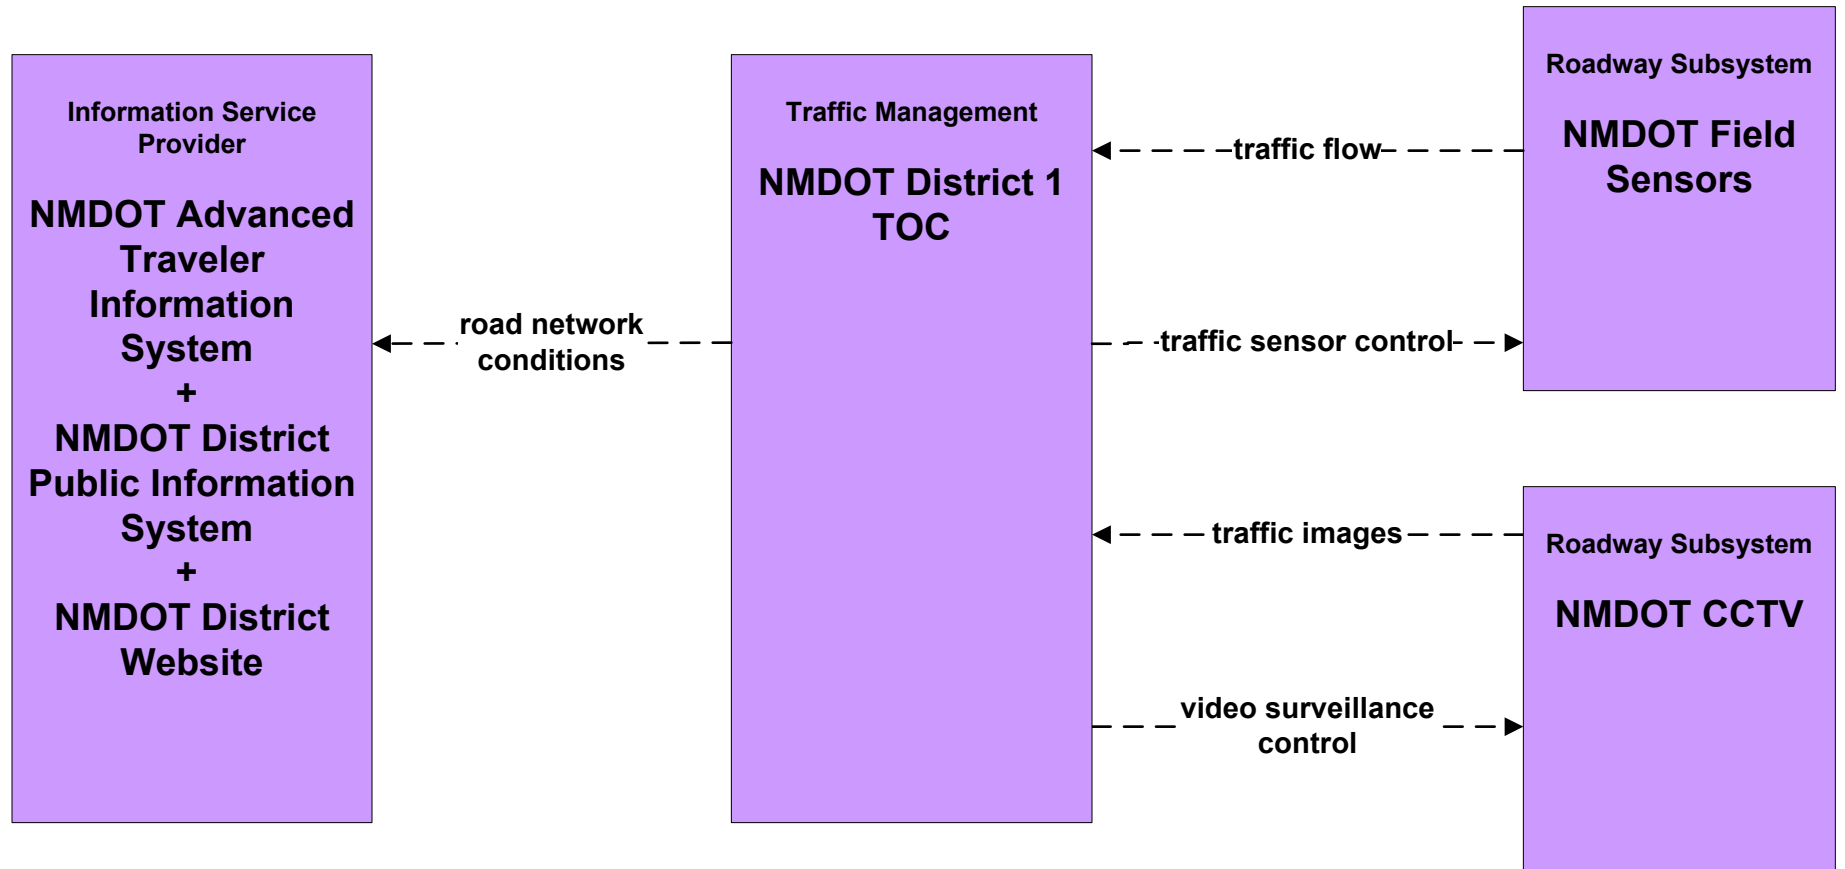 Information Service
Provider
NMDOT Advanced
Traveler
Information
System
+
NMDOT District
Public Information
System
+
NMDOT District
Website
road network
conditions
Traffic Management
NMDOT District 1
TOC
traffic flow
traffic sensor control
traffic images
video surveillance
control
Roadway Subsystem
NMDOT Field
Sensors
Roadway Subsystem
NMDOT CCTV